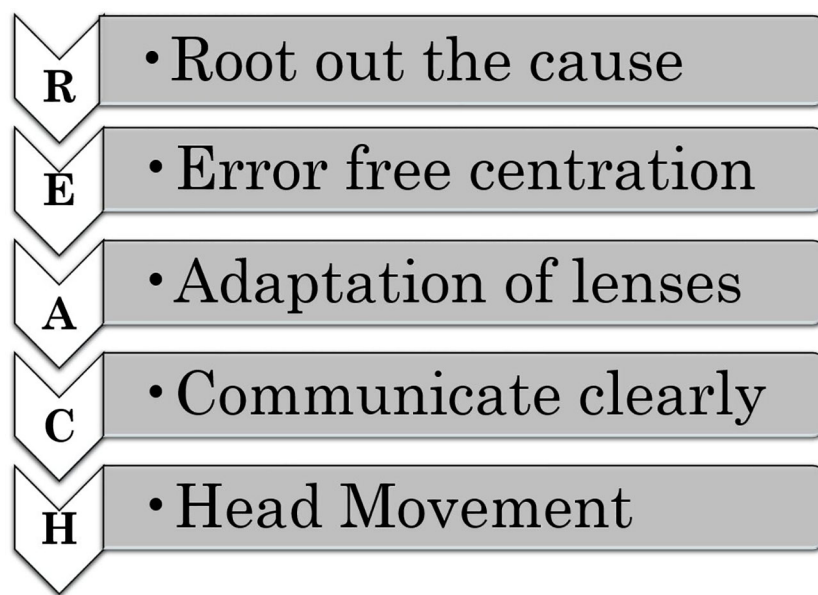 R • Root out the cause
E • Error free centration
A • Adaptation of lenses
C • Communicate clearly
H • Head Movement